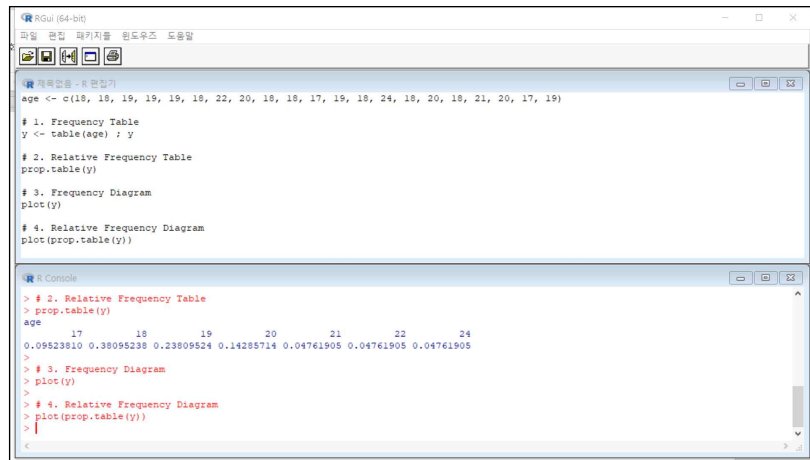 RGui (64-bit)
파일 편집 패키지들 윈도우즈 도움말
제목없음 - R 편집기
age <- c(18, 18, 19, 19, 19, 18, 22, 20, 18, 18, 17, 19, 18, 24, 18, 20, 18, 21, 20, 17, 19)
# 1. Frequency Table
y <- table(age) ; y
# 2. Relative Frequency Table
prop.table(y)
# 3. Frequency Diagram
plot(y)
# 4. Relative Frequency Diagram
plot(prop.table(y))
R Console
> # 2. Relative Frequency Table
> prop.table(y)
age
17 18 19 20 21 22 24
0.09523810 0.38095238 0.23809524 0.14285714 0.04761905 0.04761905 0.04761905
>
> # 3. Frequency Diagram
> plot(y)
>
> # 4. Relative Frequency Diagram
> plot(prop.table(y))
>